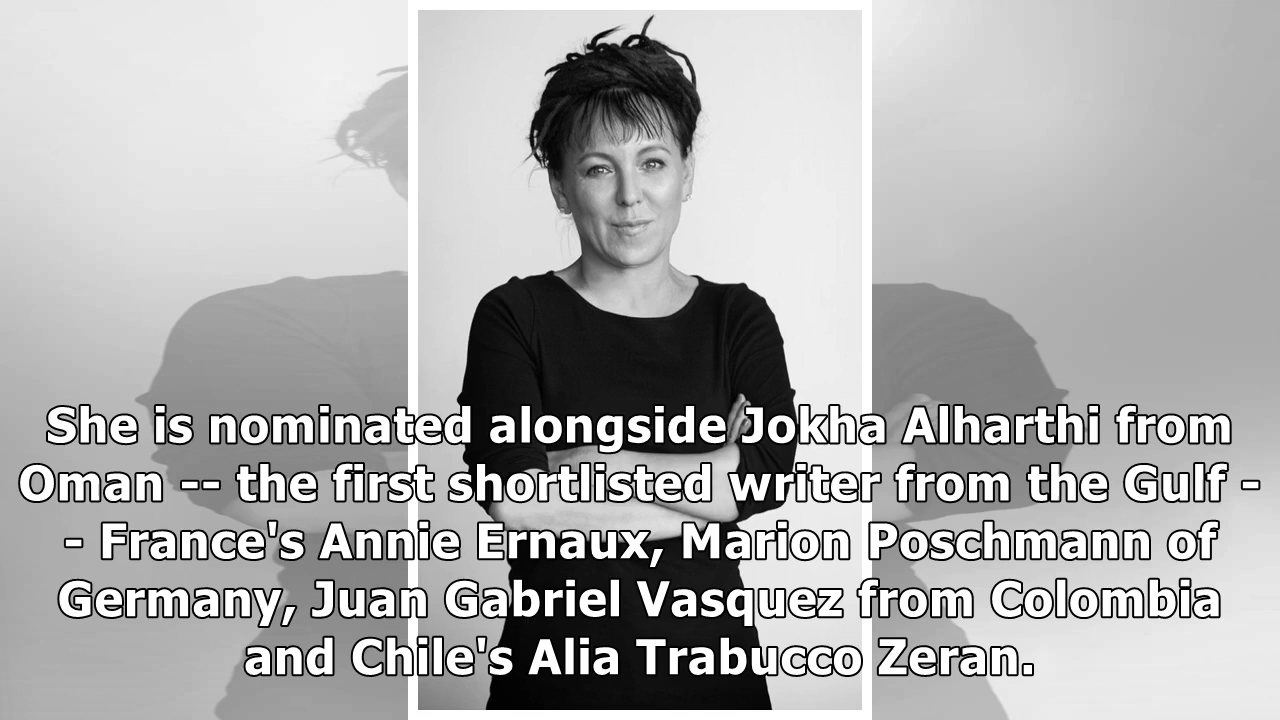 She is nominated alongside Jokha Alharthi from
Oman -- the first shortlisted writer from the Gulf -
- France's Annie Ernaux, Marion Poschmann of
Germany, Juan Gabriel Vasquez from Colombia
and Chile's Alia Trabucco Zeran.